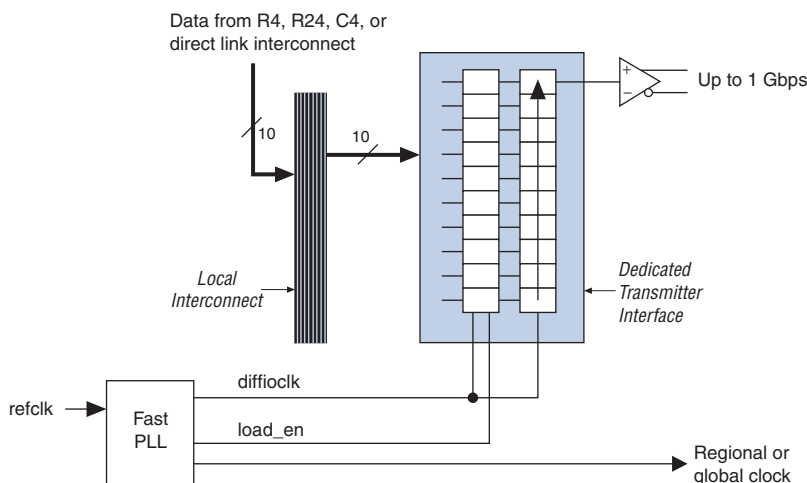 Data from R4, R24, C4, or
direct link interconnect
10
10
+
–
Up to 1 Gbps
Local
Interconnect
Dedicated
Transmitter
Interface
diffioclk
refclk
Fast
PLL
load_en
Regional or
global clock